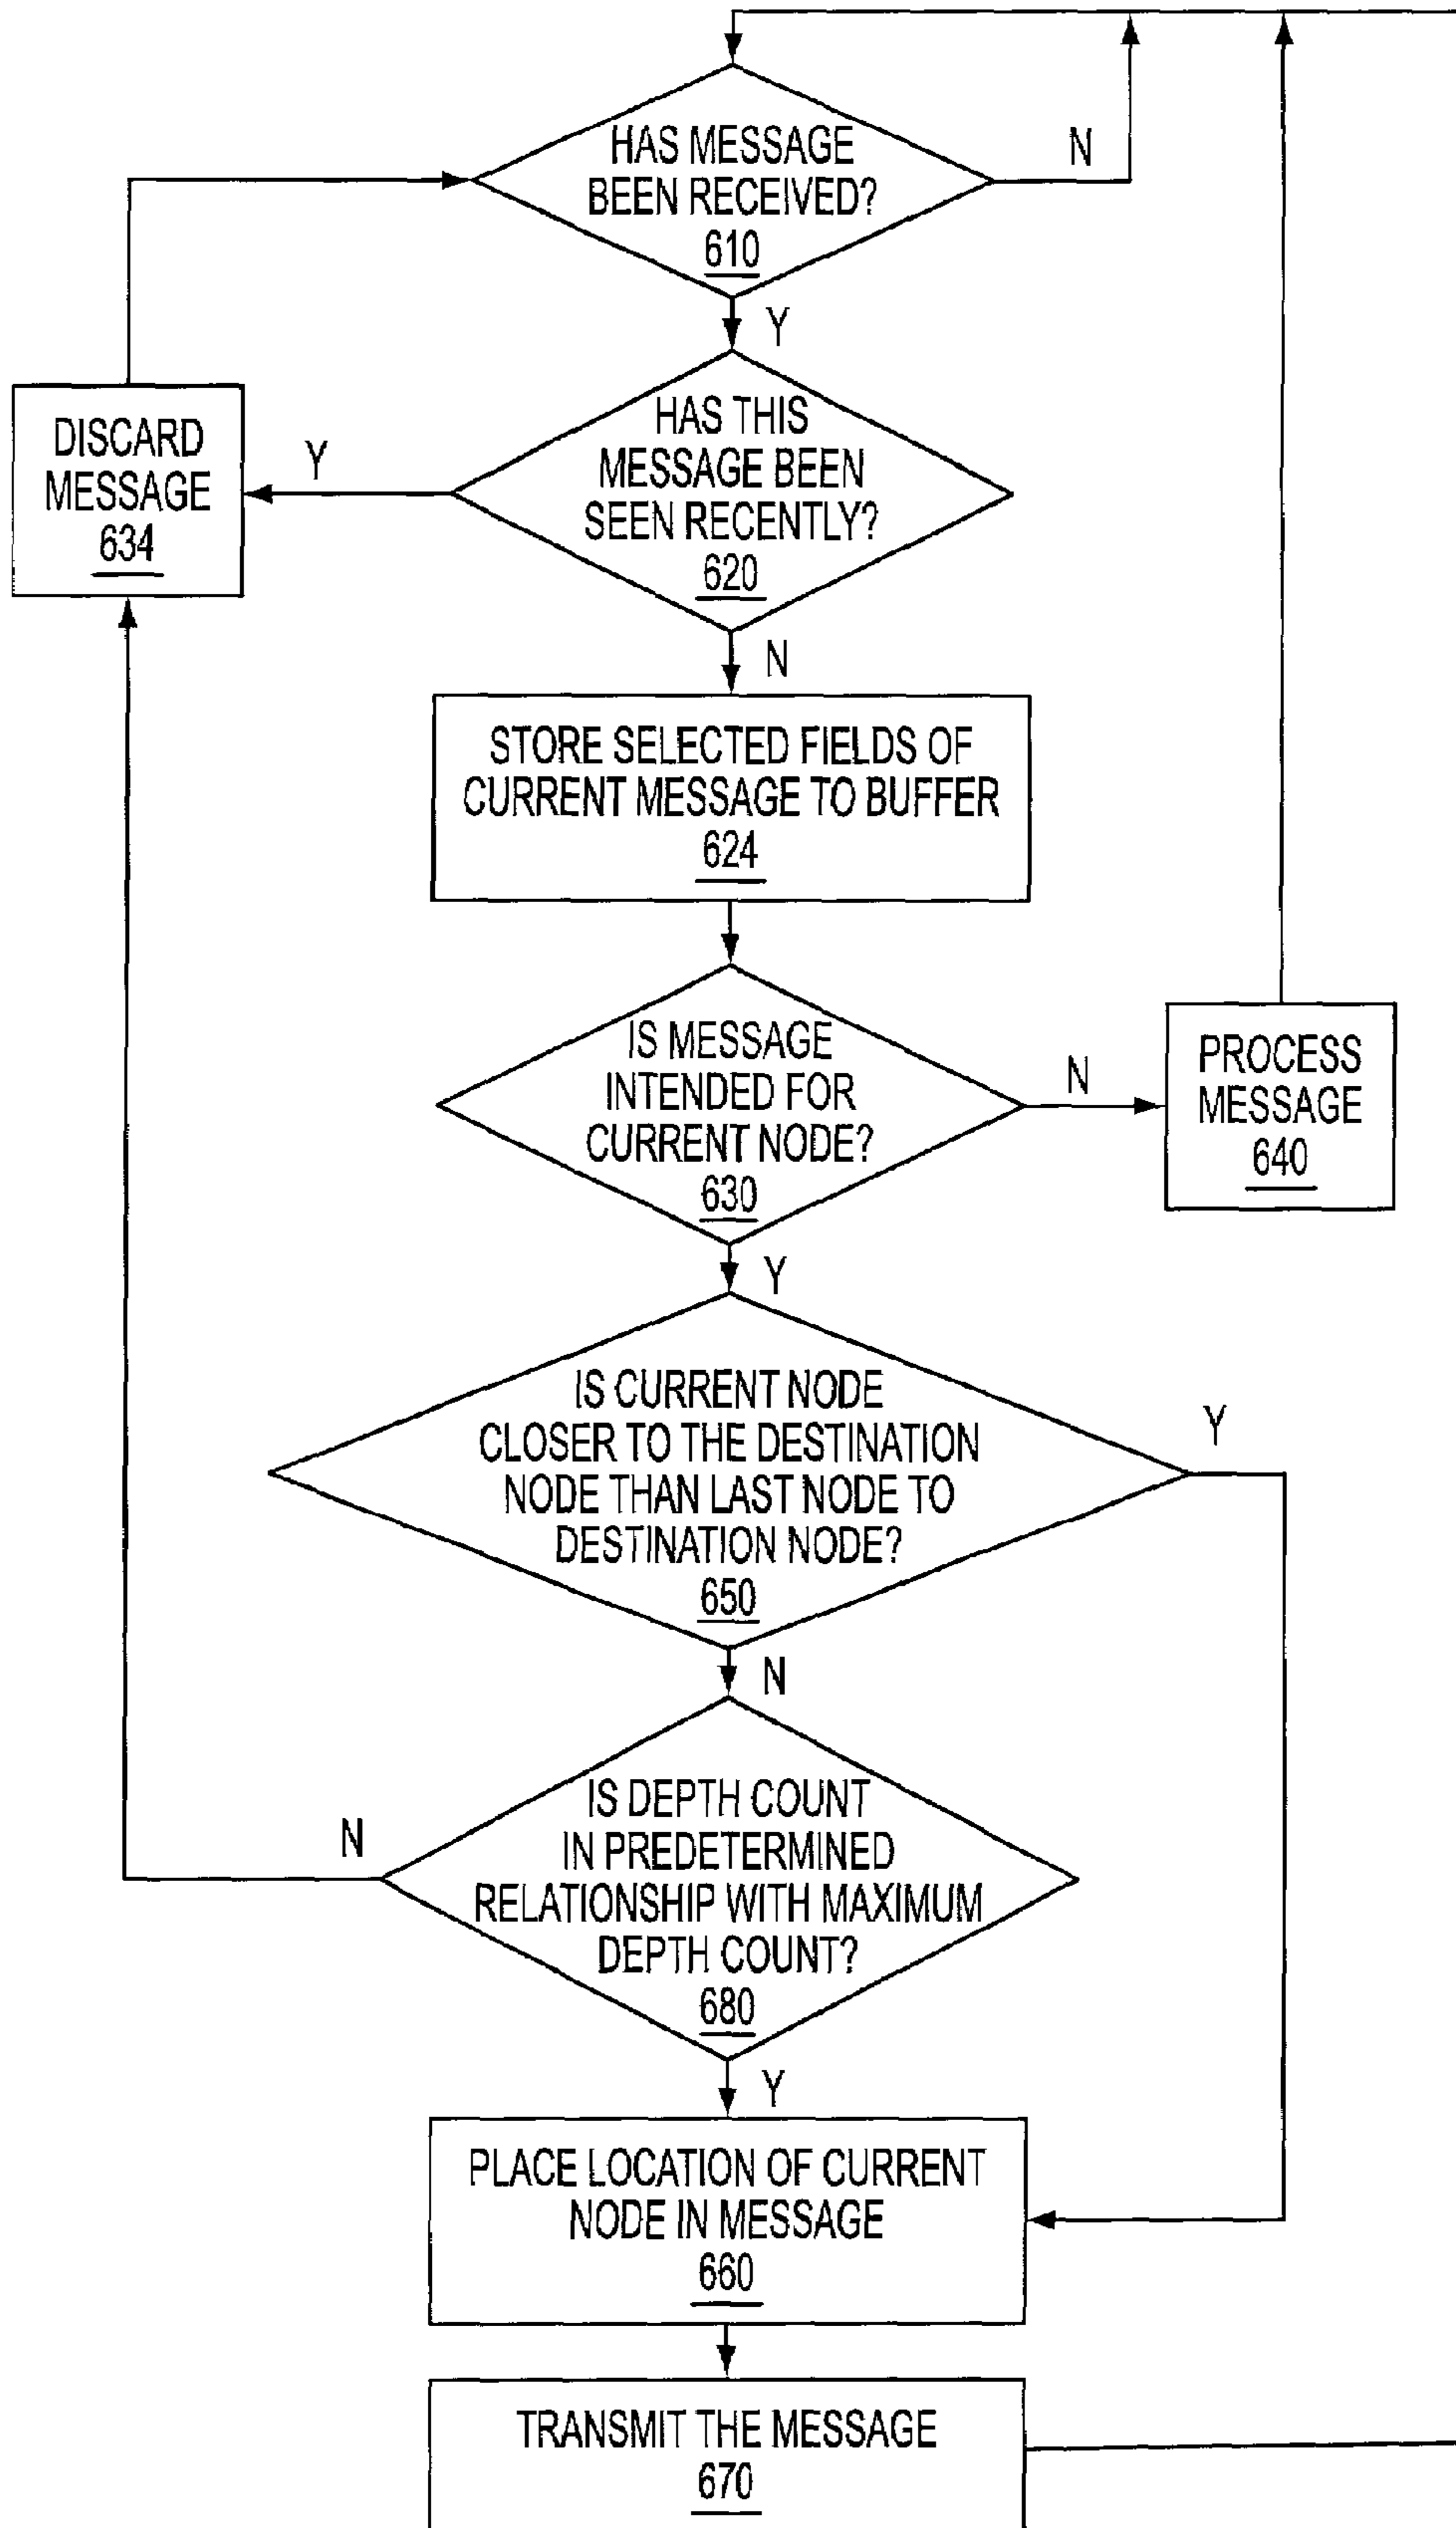 HAS MESSAGE
BEEN RECEIVED?
610
N
Y
HAS THIS
MESSAGE BEEN
SEEN RECENTLY?
620
Y
DISCARD
MESSAGE
634
N
STORE SELECTED FIELDS OF
CURRENT MESSAGE TO BUFFER
624
IS MESSAGE
INTENDED FOR
CURRENT NODE?
630
N
PROCESS
MESSAGE
640
Y
IS CURRENT NODE
CLOSER TO THE DESTINATION
NODE THAN LAST NODE TO
DESTINATION NODE?
650
Y
N
IS DEPTH COUNT
IN PREDETERMINED
RELATIONSHIP WITH MAXIMUM
DEPTH COUNT?
680
N
Y
PLACE LOCATION OF CURRENT
NODE IN MESSAGE
660
TRANSMIT THE MESSAGE
670